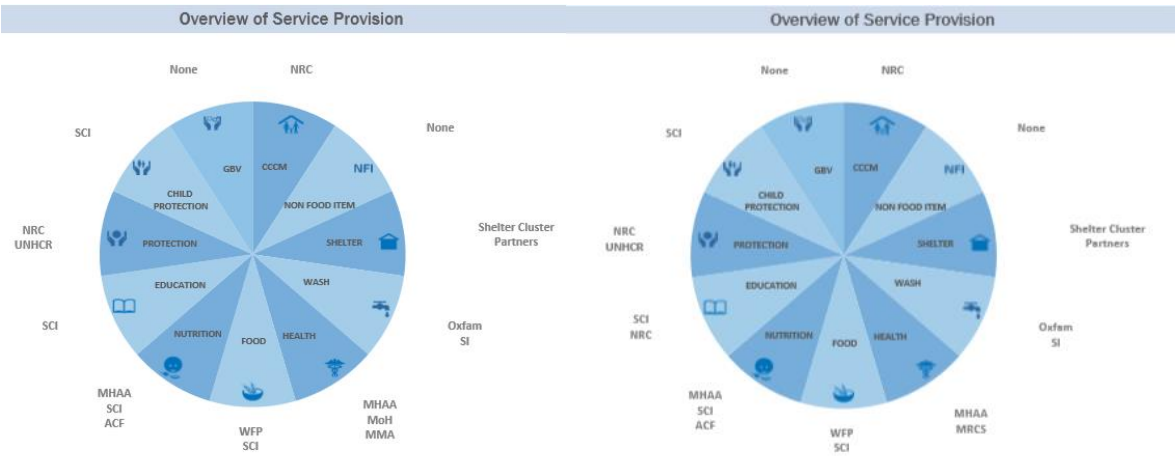 Overview of Service Provision
None
NRC
SCI
None
GBV
CCCM
NFI
CHILD
PROTECTION
NON FOOD ITEM
NRC
UNHCR
PROTECTION
SHELTER
Shelter Cluster
Partners
EDUCATION
WASH
SCI
NUTRITION
FOOD
HEALTH
Oxfam
SI
MHAA
SCI
ACF
WFP
SCI
MHAA
MoH
MMA
Overview of Service Provision
None
NRC
SCI
None
GBV
CCCM
NFI
CHILD
PROTECTION
NON FOOD ITEM
NRC
UNHCR
PROTECTION
SHELTER
Shelter Cluster
Partners
EDUCATION
WASH
SCI
NRC
NUTRITION
FOOD
HEALTH
Oxfam
SI
MHAA
SCI
ACF
WFP
SCI
MHAA
MRCS